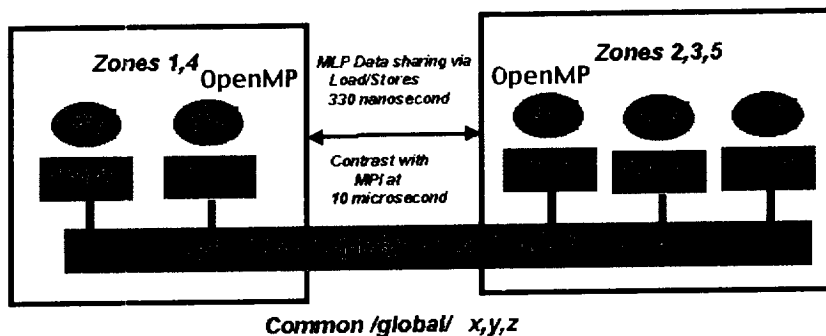 Zones 1,4
OpenMP
MLP Data sharing via
Load/Stores
330 nanosecond
Contrast with
MPI at
10 microsecond
Zones 2,3,5
OpenMP
Common /global/ x,y,z